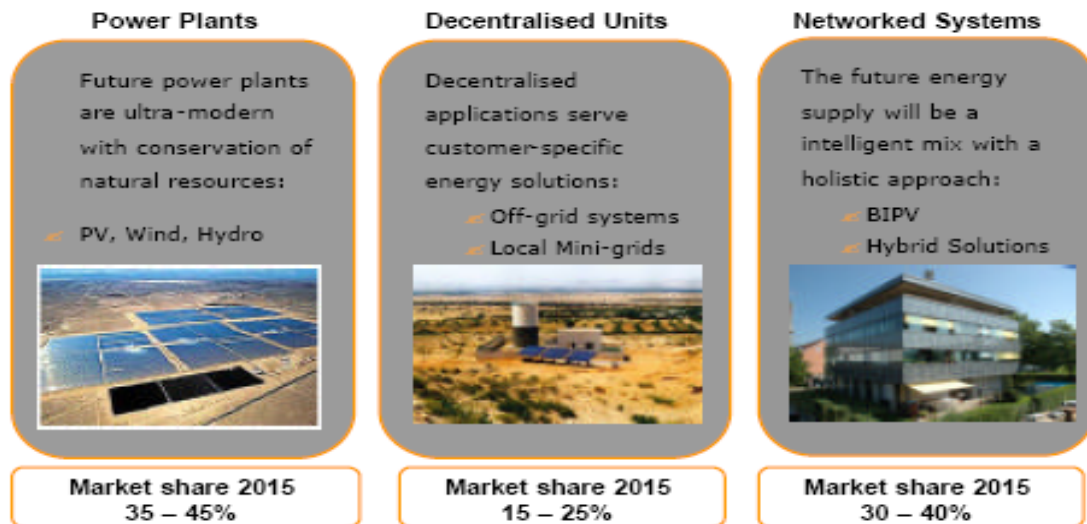 Power Plants
Future power plants
are ultra-modern
with conservation of
natural resources:
PV, Wind, Hydro
Market share 2015
35 – 45%
Decentralised Units
Decentralised
applications serve
customer-specific
energy solutions:
Off-grid systems
Local Mini-grids
Market share 2015
15 – 25%
Networked Systems
The future energy
supply will be a
intelligent mix with a
holistic approach:
BIPV
Hybrid Solutions
Market share 2015
30 – 40%